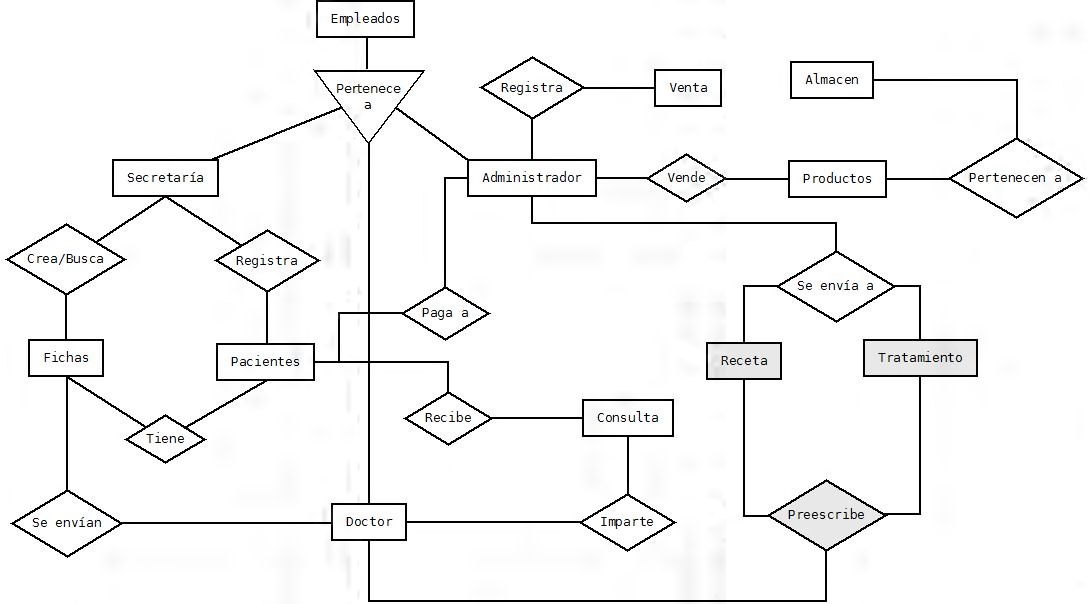 Empleados
Pertenece
a
Registra
Venta
Almacen
Secretaría
Administrador
Vende
Productos
Pertenecen a
Crea/Busca
Registra
Se envía a
Paga a
Fichas
Pacientes
Receta
Tratamiento
Recibe
Consulta
Tiene
Se envían
Doctor
Imparte
Preescribe